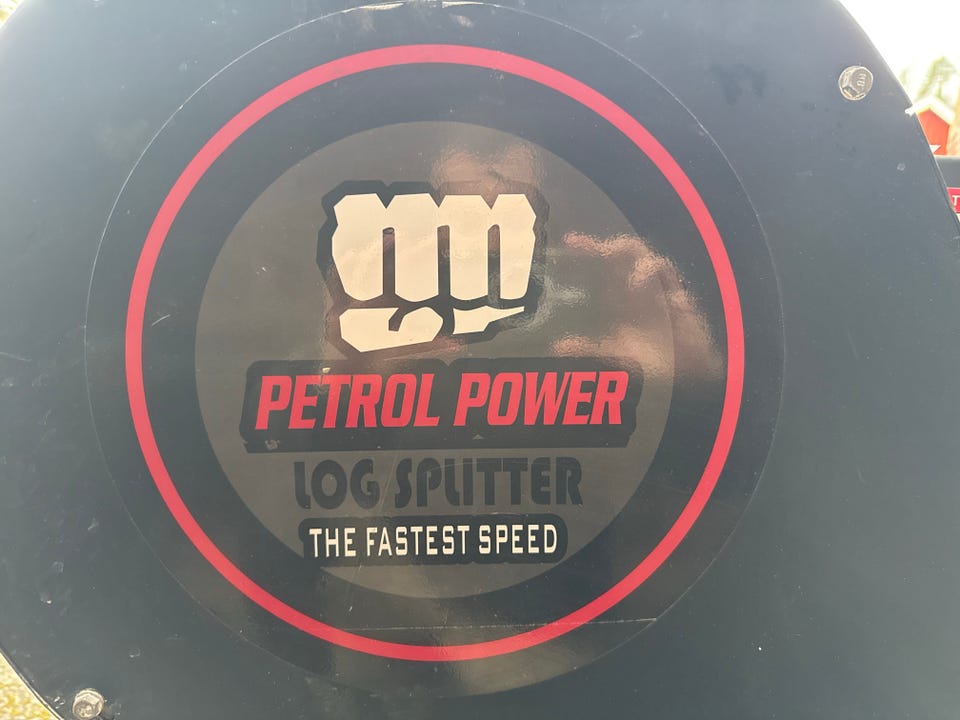 PETROL POWER
LOG SPLITTER
THE FASTEST SPEED